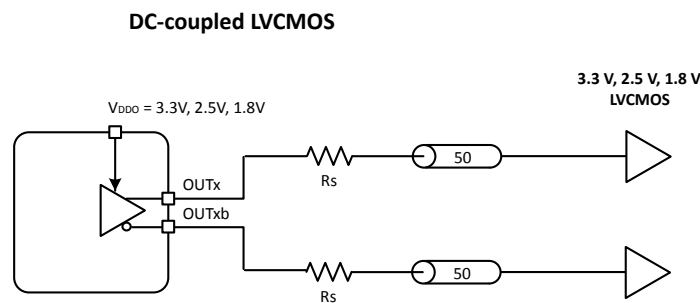 DC-coupled LVCMOS
3.3 V, 2.5 V, 1.8 V
LVCMOS
VDDO = 3.3V, 2.5V, 1.8V
50
Rs
OUTx
OUTxb
50
Rs